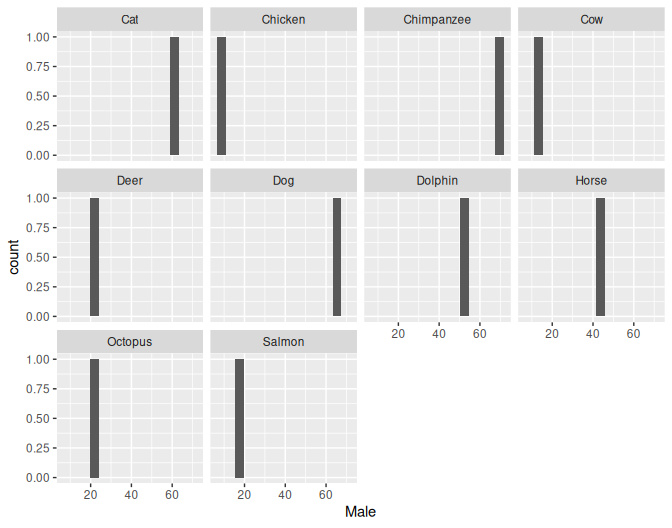 Cat Chicken Chimpanzee Cow
1.00
0.75
0.50
0.25
0.00
Deer Dog Dolphin Horse
1.00
0.75
0.50
0.25
0.00
20 40 60 20 40 60
Octopus Salmon
1.00
0.75
0.50
0.25
0.00
20 40 60 20 40 60
Male
count